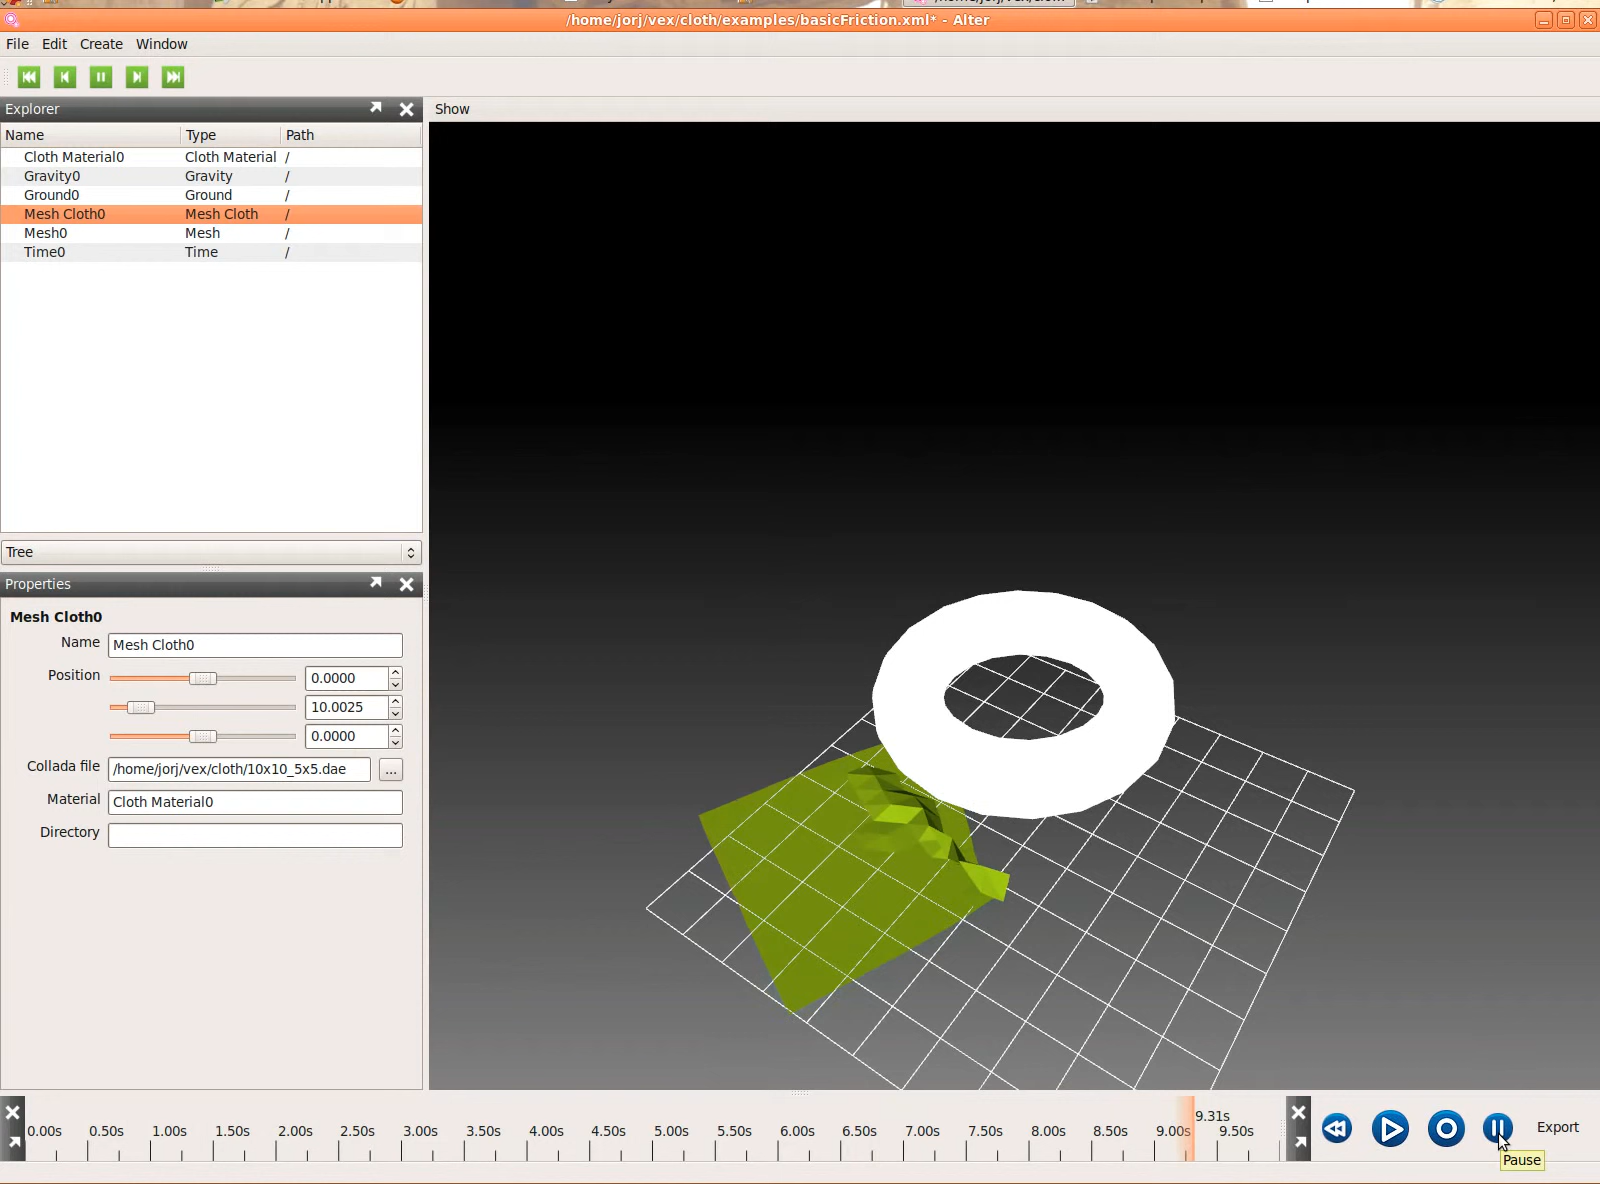 /home/jorj/vex/cloth/examples/basicFriction.xml* - Alter
File Edit Create Window
Explorer
Show
Name Type Path
Cloth Material0 Cloth Material /
Gravity0 Gravity /
Ground0 Ground /
Mesh Cloth0 Mesh Cloth /
Mesh0 Mesh /
Time0 Time /
Tree
Properties
Mesh Cloth0
Name Mesh Cloth0
Position 0.0000
10.0025
0.0000
Collada file /home/jorj/vex/cloth/10x10_5x5.dae ...
Material Cloth Material0
Directory
9.31s
0.00s 0.50s 1.00s 1.50s 2.00s 2.50s 3.00s 3.50s 4.00s 4.50s 5.00s 5.50s 6.00s 6.50s 7.00s 7.50s 8.00s 8.50s 9.00s 9.50s
Export
Pause